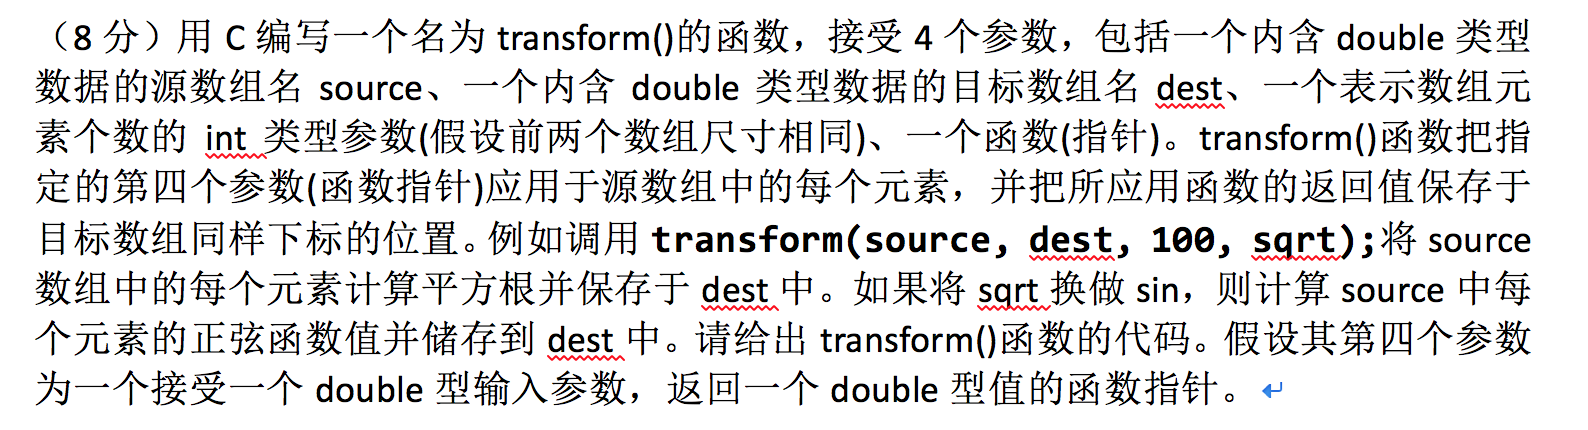 （8 分）用 C 编写一个名为 transform()的函数，接受 4 个参数，包括一个内含 double 类型
数据的源数组名 source、一个内含 double 类型数据的目标数组名 dest、一个表示数组元
素个数的 int 类型参数(假设前两个数组尺寸相同)、一个函数(指针)。transform()函数把指
定的第四个参数(函数指针)应用于源数组中的每个元素，并把所应用函数的返回值保存于
目标数组同样下标的位置。例如调用 transform(source, dest, 100, sqrt);将 source
数组中的每个元素计算平方根并保存于 dest 中。如果将 sqrt 换做 sin，则计算 source 中每
个元素的正弦函数值并储存到 dest 中。请给出 transform()函数的代码。假设其第四个参数
为一个接受一个 double 型输入参数，返回一个 double 型值的函数指针。